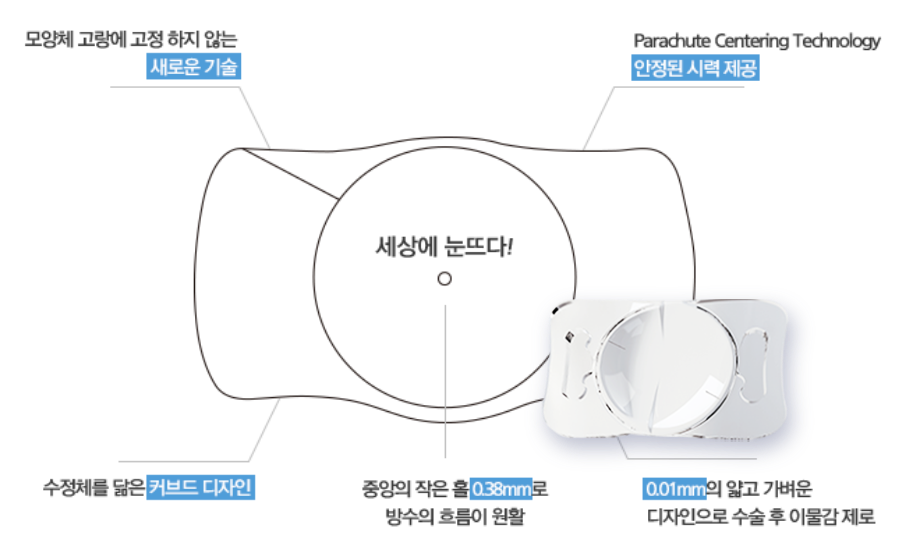 모양체 고랑에 고정 하지 않는
새로운 기술
Parachute Centering Technology
안정된 시력 제공
세상에 눈뜨다!
수정체를 닮은 커브드 디자인
중앙의 작은 홀 0.38mm로
방수의 흐름이 원활
0.01mm의 얇고 가벼운
디자인으로 수술 후 이물감 제로